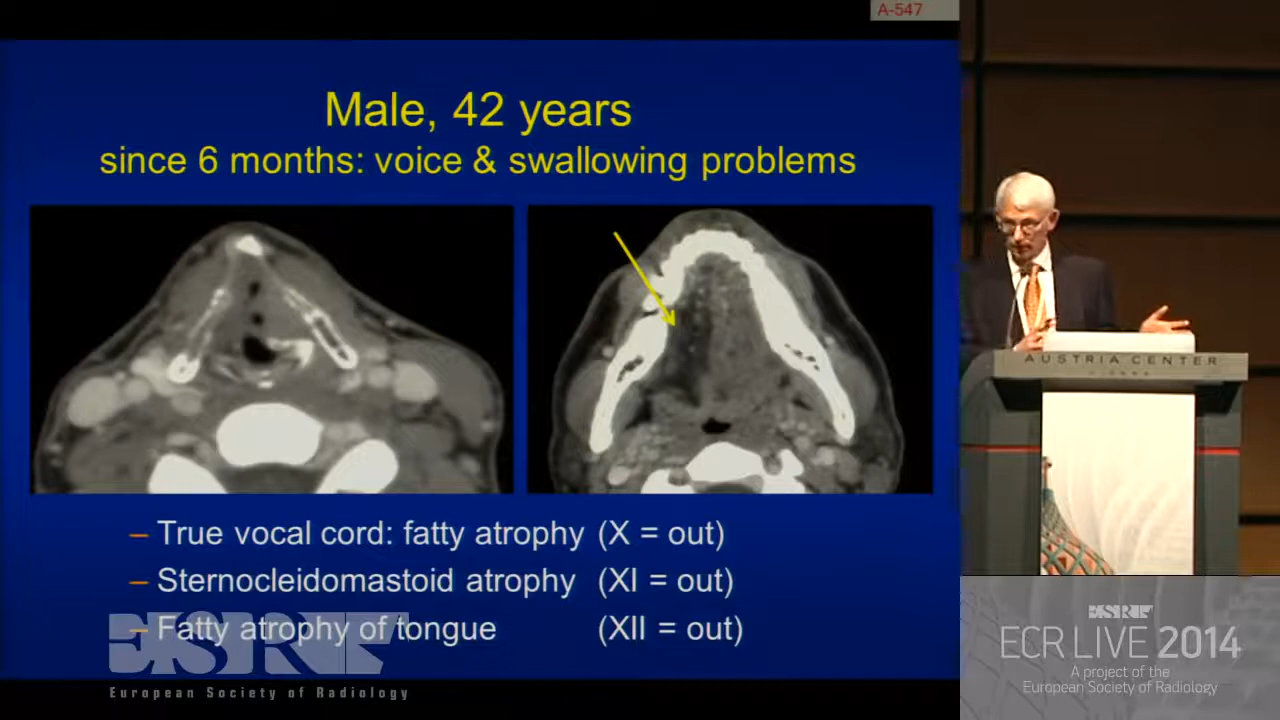 A-547
Male, 42 years
since 6 months: voice & swallowing problems
– True vocal cord: fatty atrophy (X = out)
– Sternocleidomastoid atrophy (XI = out)
– Fatty atrophy of tongue (XII = out)
ESR
European Society of Radiology
AUSTRIA CENTER
ESR
ECR LIVE 2014
A project of the
European Society of Radiology